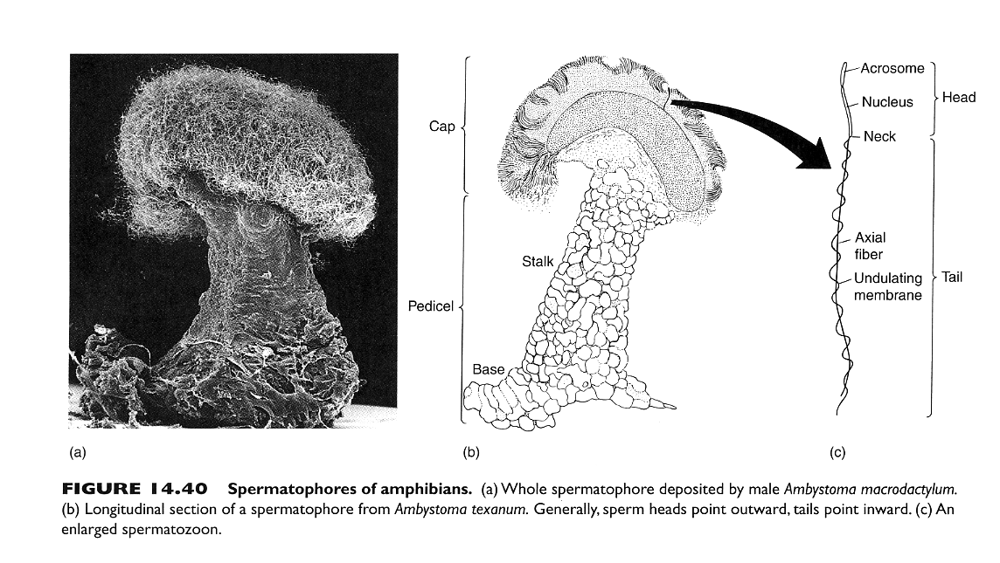 Cap
Pedicel
Stalk
Base
Acrosome
Nucleus
Neck
Head
Axial
fiber
Undulating
membrane
Tail
(a)
(b)
(c)
FIGURE 14.40 Spermatophores of amphibians. (a) Whole spermatophore deposited by male Ambystoma macrodactylum.
(b) Longitudinal section of a spermatophore from Ambystoma texanum. Generally, sperm heads point outward, tails point inward. (c) An
enlarged spermatozoon.